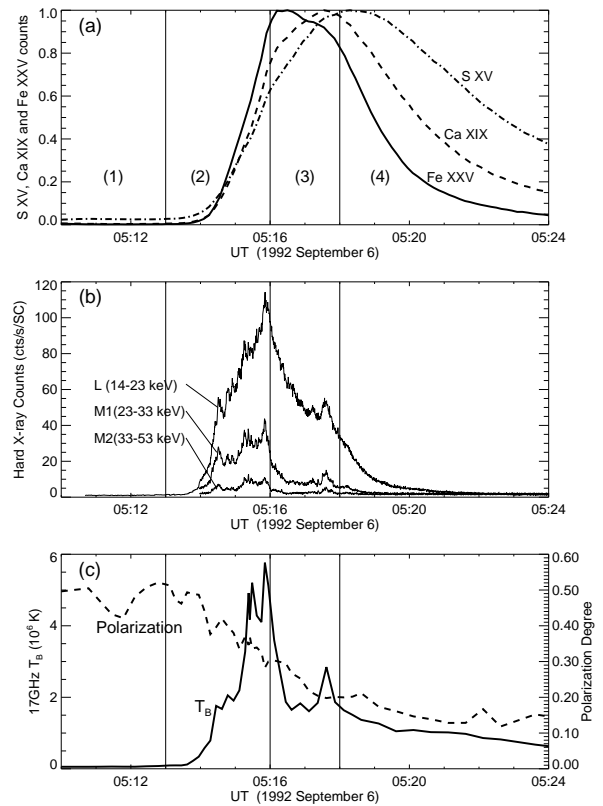 (a)
S XV, Ca XIX and Fe XXV counts
1.0
0.8
0.6
0.4
0.2
0.0
(1)
(2)
(3)
(4)
S XV
Ca XIX
Fe XXV
05:12
05:16
05:20
05:24
UT (1992 September 6)
(b)
Hard X-ray Counts (cts/s/SC)
120
100
80
60
40
20
0
L (14-23 keV)
M1(23-33 keV)
M2(33-53 keV)
05:12
05:16
05:20
05:24
UT (1992 September 6)
(c)
17GHz TB (10⁶ K)
6
4
2
0
Polarization
TB
0.60
0.50
0.40
0.30
0.20
0.10
0.00
Polarization Degree
05:12
05:16
05:20
05:24
UT (1992 September 6)